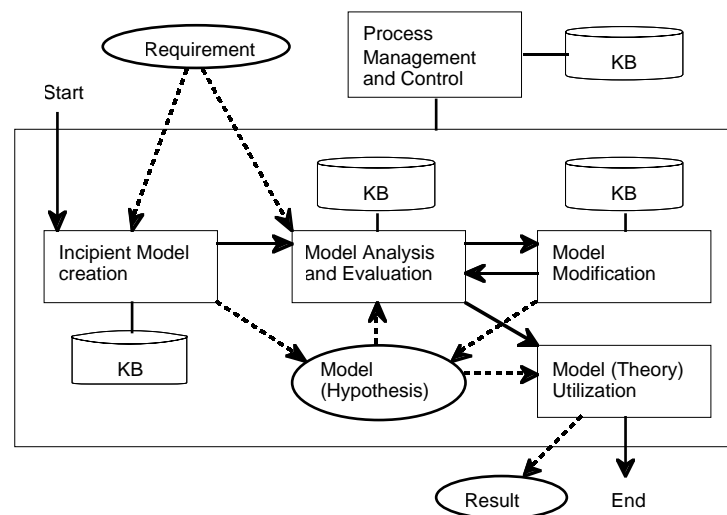 Requirement
Process
Management
and Control
KB
Start
KB
KB
Incipient Model
creation
Model Analysis
and Evaluation
Model
Modification
KB
Model
(Hypothesis)
Model (Theory)
Utilization
Result
End